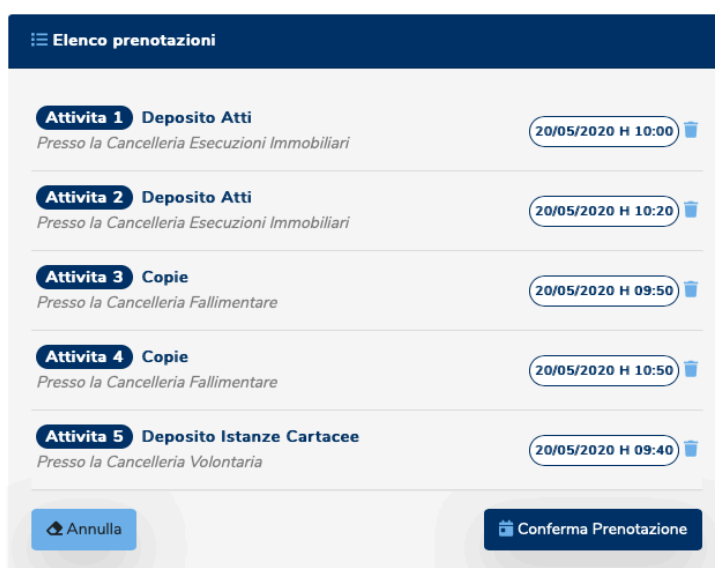 Elenco prenotazioni
Attivita 1 Deposito Atti
Presso la Cancelleria Esecuzioni Immobiliari
20/05/2020 H 10:00
Attivita 2 Deposito Atti
Presso la Cancelleria Esecuzioni Immobiliari
20/05/2020 H 10:20
Attivita 3 Copie
Presso la Cancelleria Fallimentare
20/05/2020 H 09:50
Attivita 4 Copie
Presso la Cancelleria Fallimentare
20/05/2020 H 10:50
Attivita 5 Deposito Istanze Cartacee
Presso la Cancelleria Volontaria
20/05/2020 H 09:40
Annulla
Conferma Prenotazione